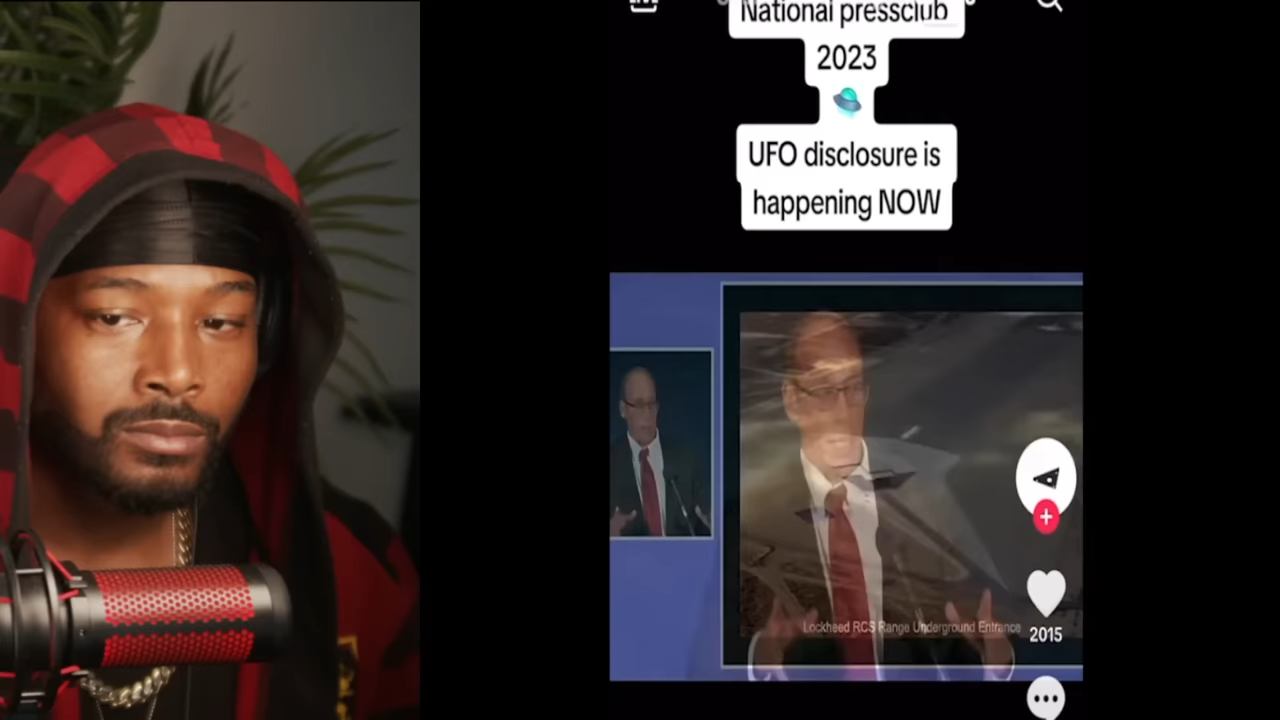 National pressclub
2023
UFO disclosure is
happening NOW
Lockheed RCS Range Underground Entrance
2015